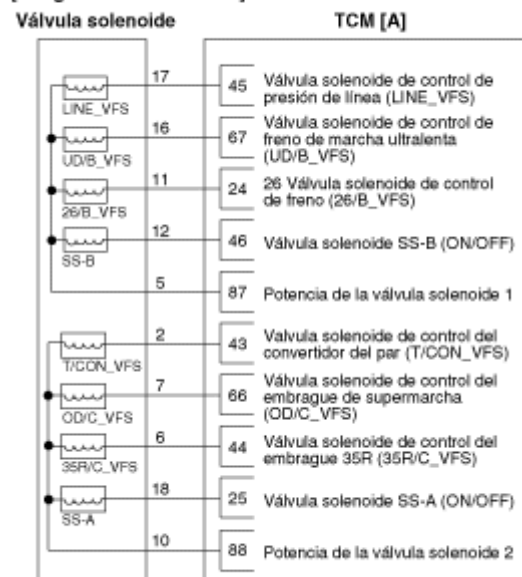 Válvula solenoide
TCM [A]
17
45
Válvula solenoide de control de
presión de línea (LINE_VFS)
LINE_VFS
16
67
Válvula solenoide de control de
freno de marcha ultralenta
(UD/B_VFS)
UD/B_VFS
11
24
26 Válvula solenoide de control
de freno (26/B_VFS)
26/B_VFS
12
46
Válvula solenoide SS-B (ON/OFF)
SS-B
5
87
Potencia de la válvula solenoide 1
2
43
Valvula solenoide de control del
convertidor del par (T/CON_VFS)
T/CON_VFS
7
66
Válvula solenoide de control del
embrague de supermarcha
(OD/C_VFS)
OD/C_VFS
6
44
Válvula solenoide de control del
embrague 35R (35R/C_VFS)
35R/C_VFS
18
25
Válvula solenoide SS-A (ON/OFF)
SS-A
10
88
Potencia de la válvula solenoide 2